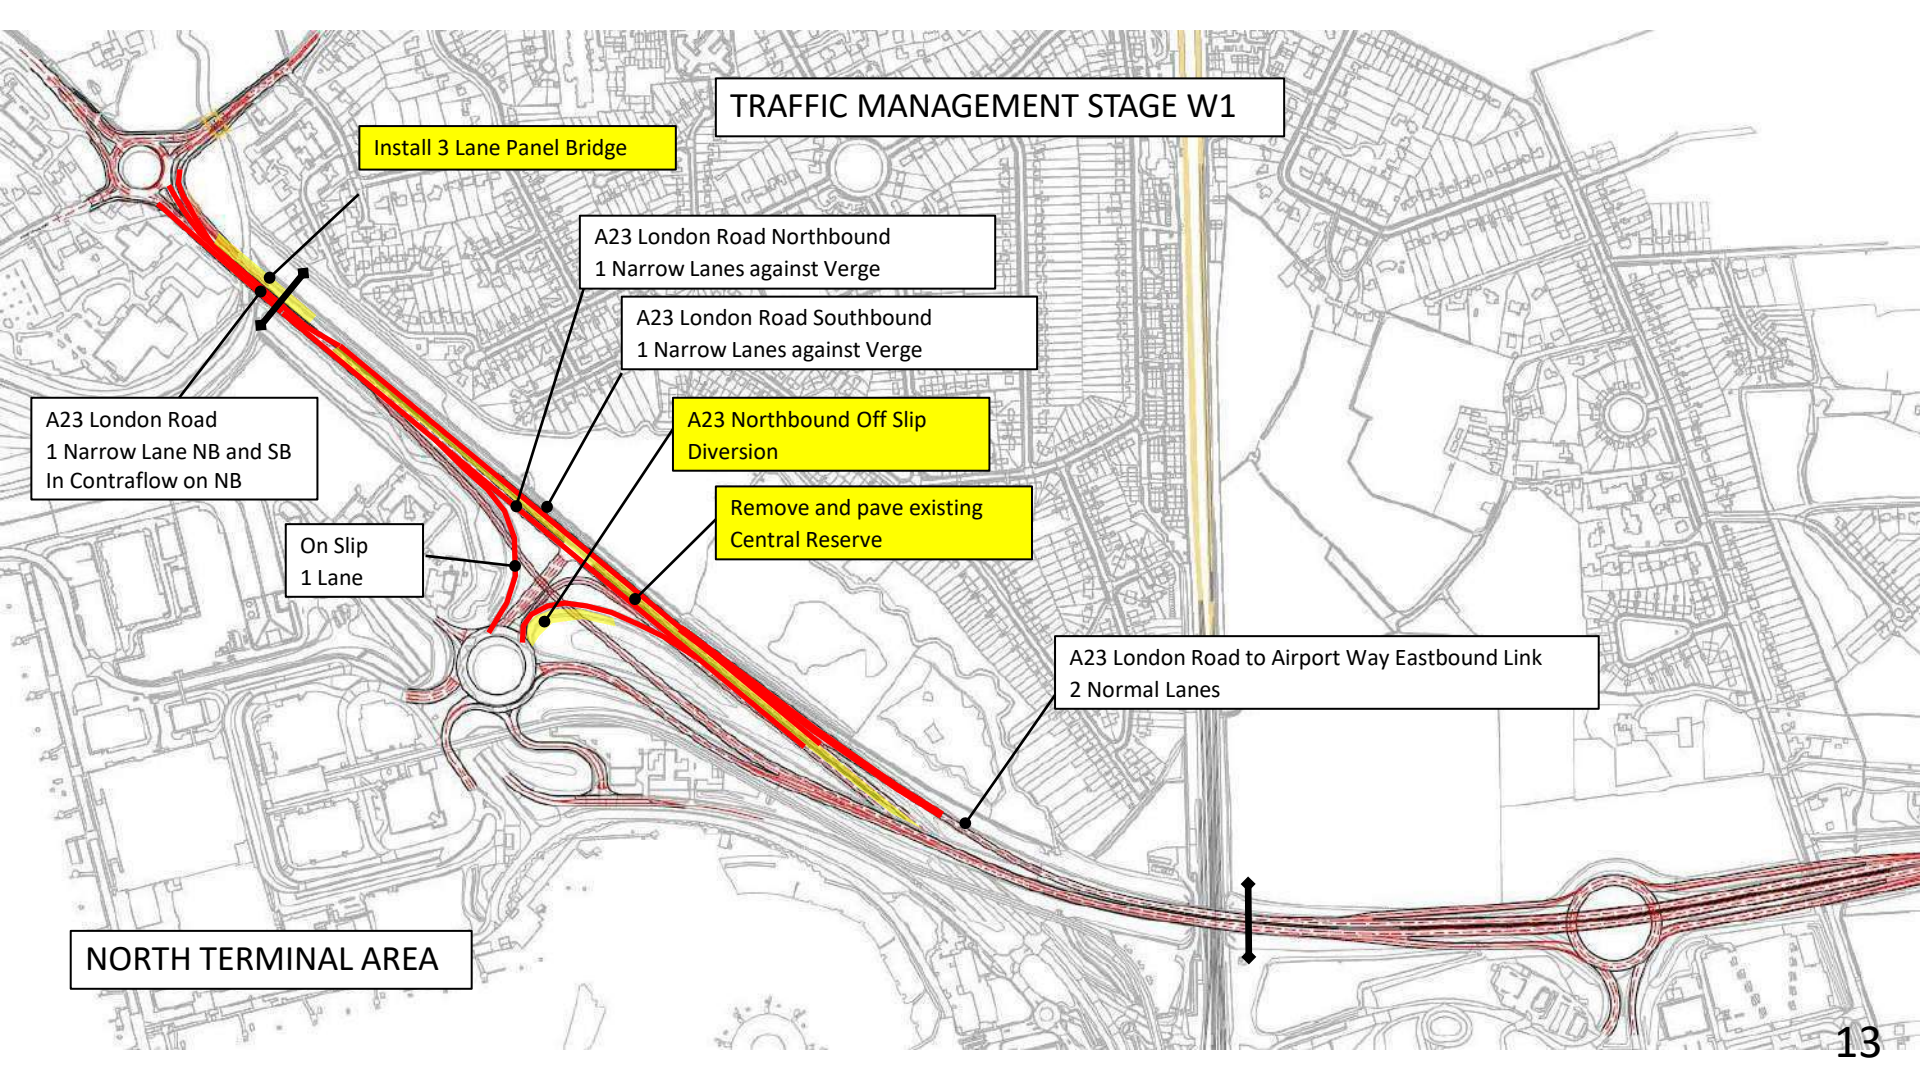 TRAFFIC MANAGEMENT STAGE W1
Install 3 Lane Panel Bridge
A23 London Road Northbound
1 Narrow Lanes against Verge
A23 London Road Southbound
1 Narrow Lanes against Verge
A23 London Road
1 Narrow Lane NB and SB
In Contraflow on NB
A23 Northbound Off Slip
Diversion
Remove and pave existing
Central Reserve
On Slip
1 Lane
A23 London Road to Airport Way Eastbound Link
2 Normal Lanes
NORTH TERMINAL AREA
13